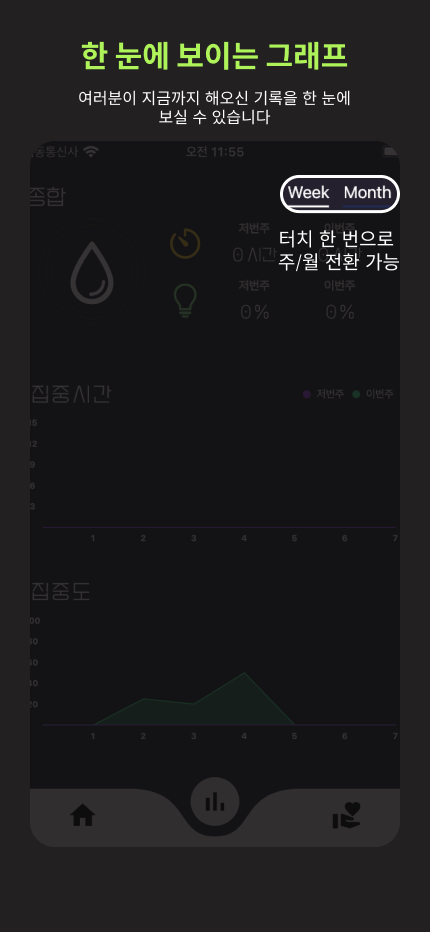 한 눈에 보이는 그래프
여러분이 지금까지 해오신 기록을 한 눈에
보실 수 있습니다
이동통신사 오전 11:55
종합 Week Month
저번주 이번주
터치 한 번으로
0시간
주/월 전환 가능
저번주 이번주
0% 0%
집중시간 저번주 이번주
15
12
9
6
3
1 2 3 4 5 6 7
집중도
00
80
60
40
20
1 2 3 4 5 6 7